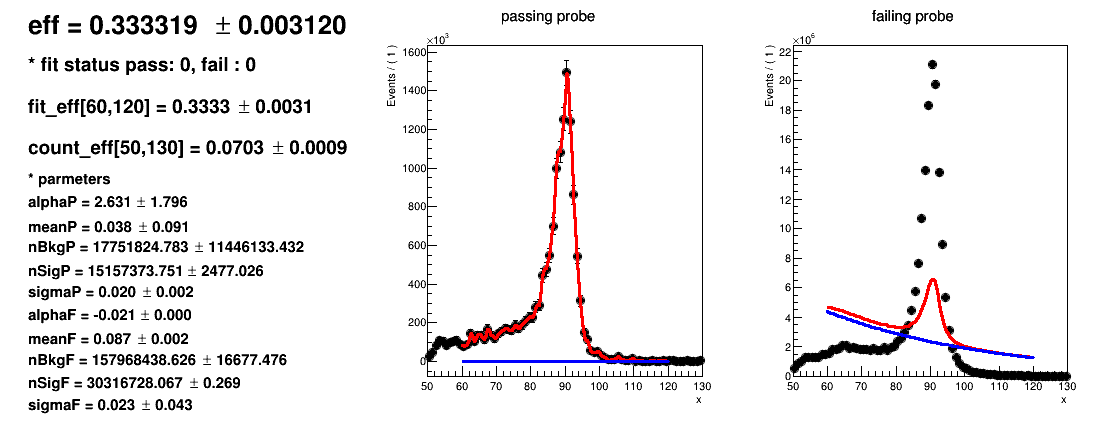 eff = 0.333319 ± 0.003120
* fit status pass: 0, fail : 0
fit_eff[60,120] = 0.3333 ± 0.0031
count_eff[50,130] = 0.0703 ± 0.0009
* parmeters
alphaP = 2.631 ± 1.796
meanP = 0.038 ± 0.091
nBkgP = 17751824.783 ± 11446133.432
nSigP = 15157373.751 ± 2477.026
sigmaP = 0.020 ± 0.002
alphaF = -0.021 ± 0.000
meanF = 0.087 ± 0.002
nBkgF = 157968438.626 ± 16677.476
nSigF = 30316728.067 ± 0.269
sigmaF = 0.023 ± 0.043
passing probe
×10³
Events / ( 1 )
1600
1400
1200
1000
800
600
400
200
0
50 60 70 80 90 100 110 120 130
x
failing probe
×10⁶
Events / ( 1 )
22
20
18
16
14
12
10
8
6
4
2
0
50 60 70 80 90 100 110 120 130
x